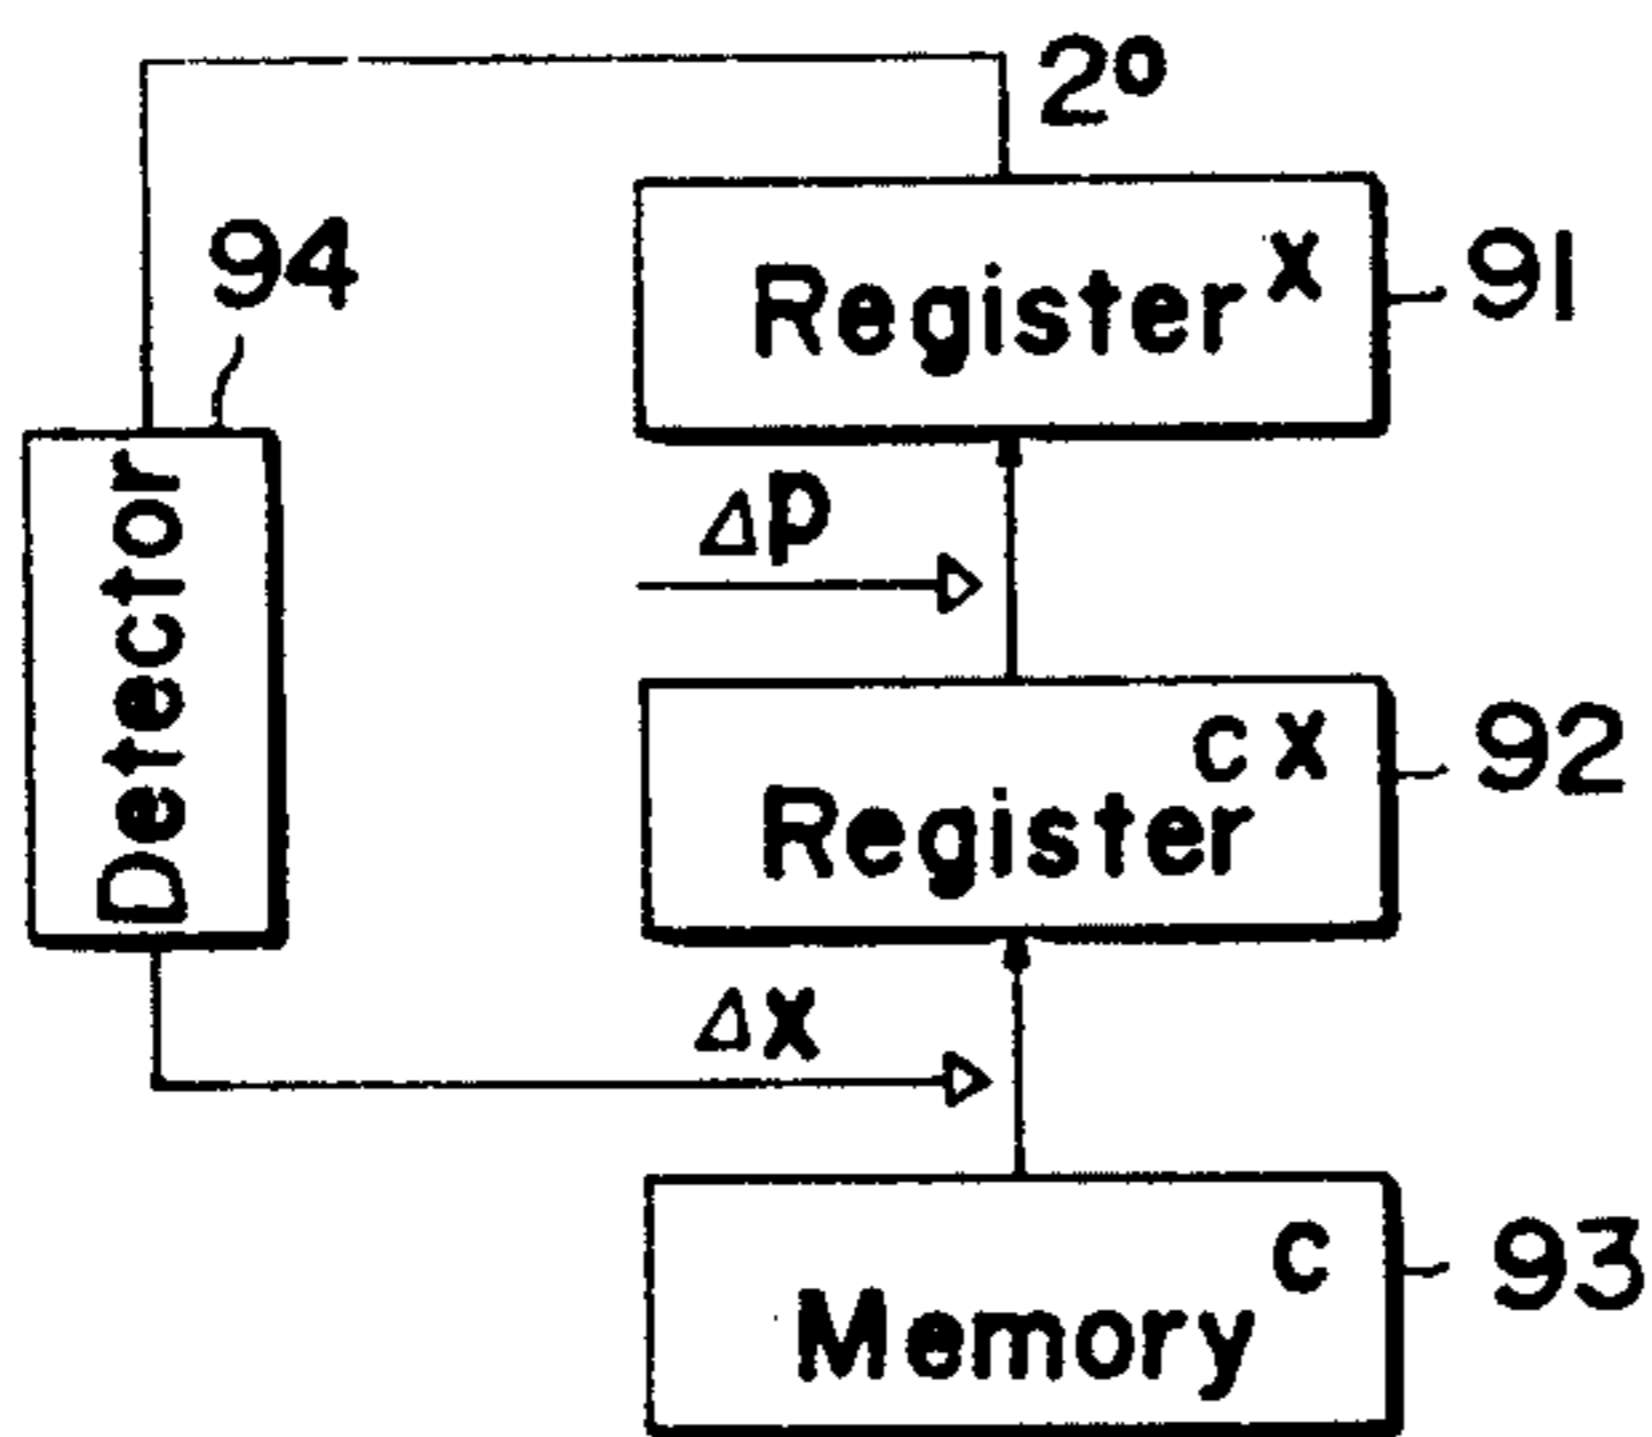 2⁰
94
Register x
91
Δp
Detector
Register cx
92
Δx
Memory c
93